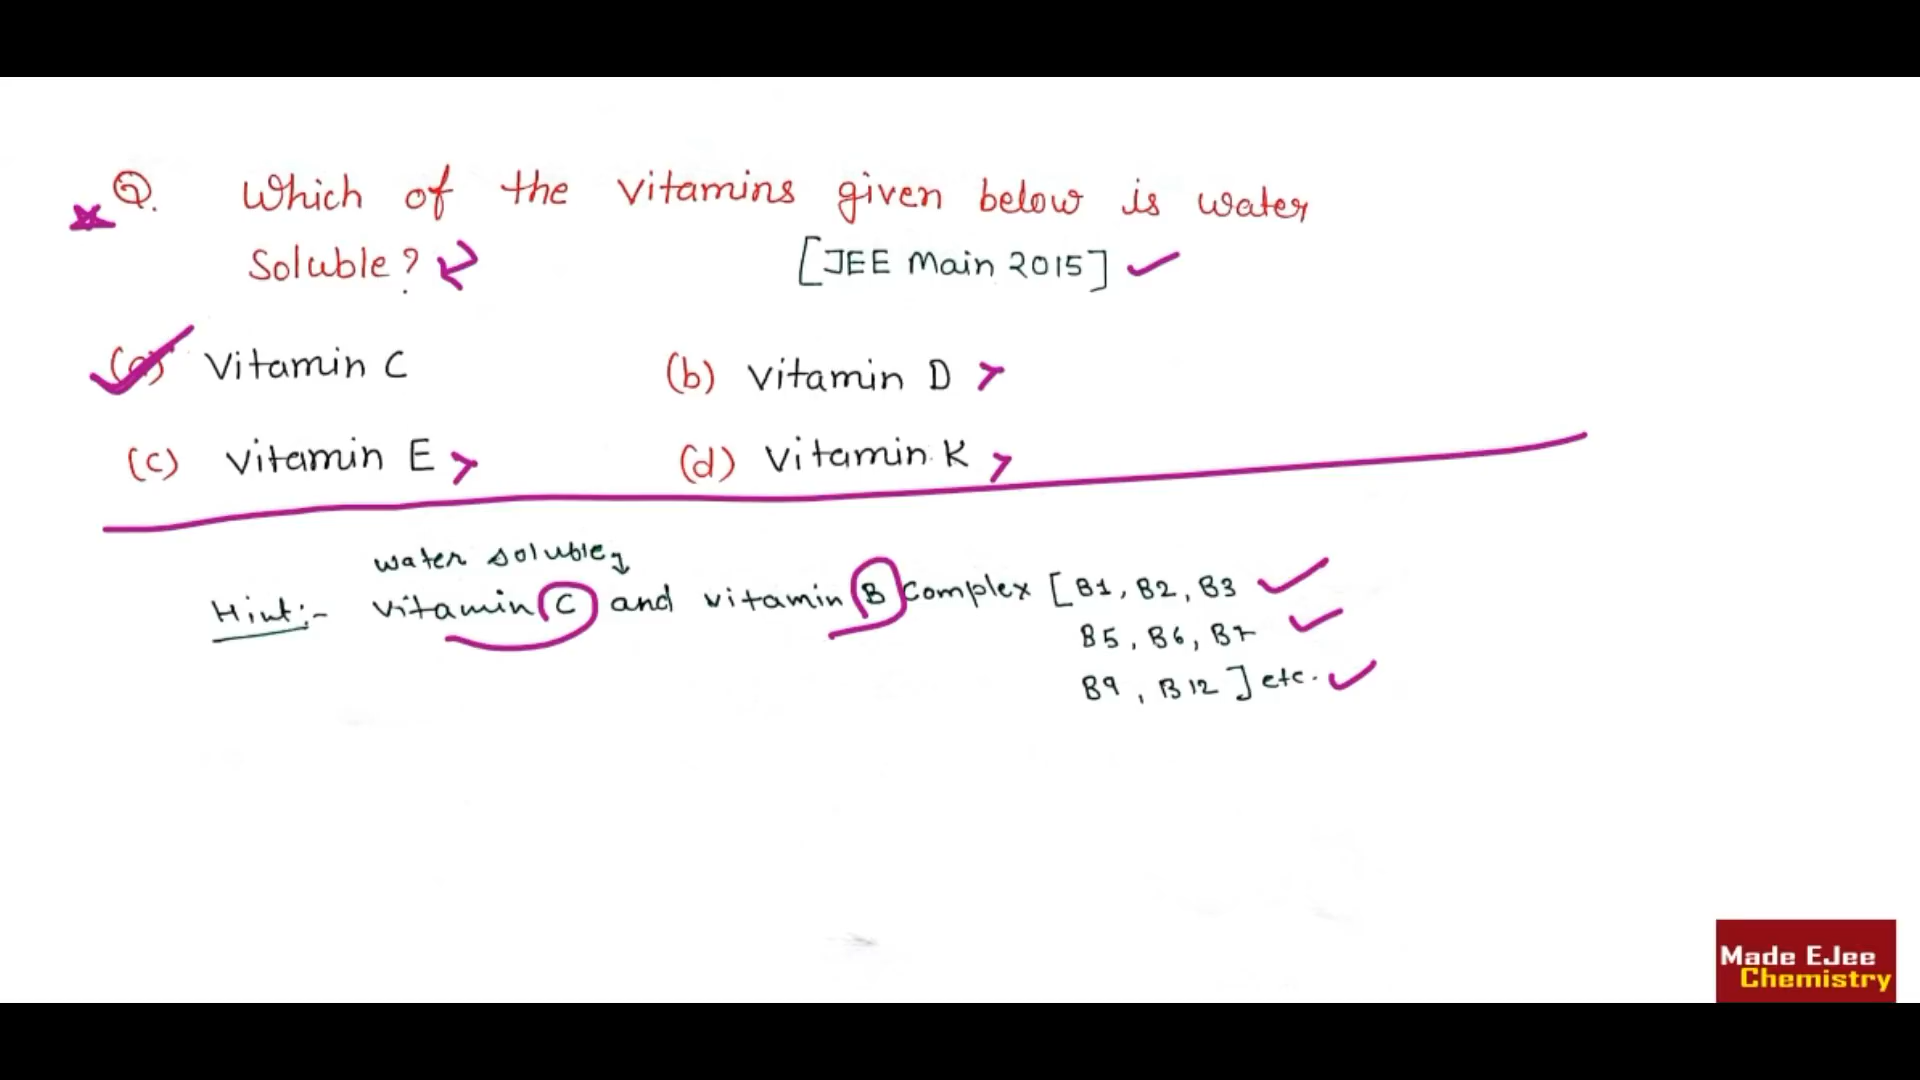 Q. Which of the vitamins given below is water
Soluble?
[JEE Main 2015]
(a) Vitamin C
(b) Vitamin D
(c) Vitamin E
(d) Vitamin K
water soluble
Hint:- vitamin C and vitamin B complex [B1, B2, B3
B5, B6, B7
B9, B12] etc.
Made EJee
Chemistry